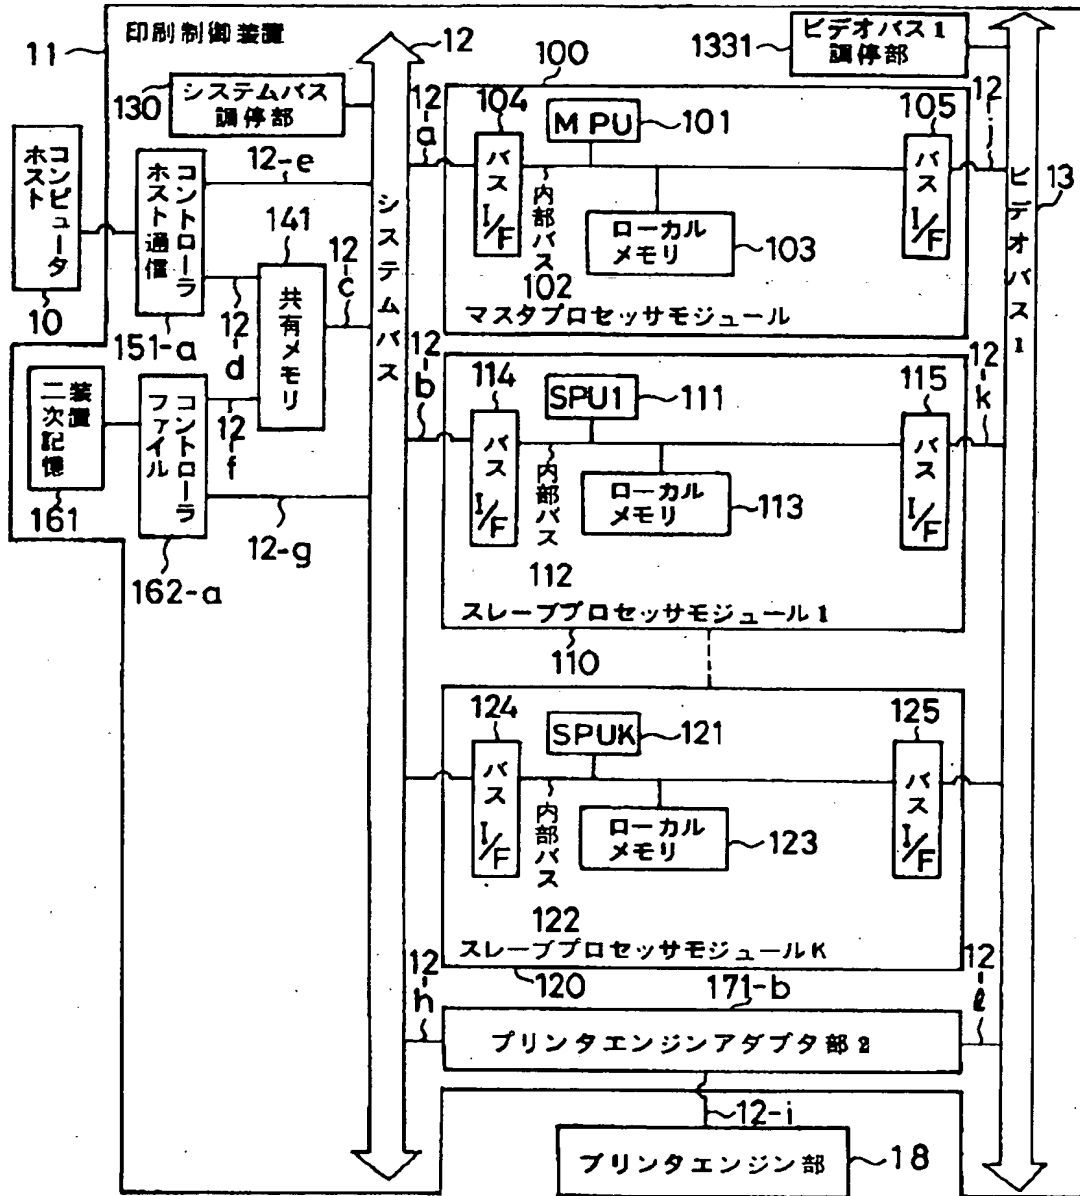 印刷制御装置
11
12
130
システムバス
調停部
ホスト
コンピュータ
10
ホスト通信
コントローラ
151-a
12-e
12-d
141
共有メモリ
12-c
二次記憶
装置
161
ファイル
コントローラ
162-a
12-f
12-g
システムバス
12-a
100
104
バス
I/F
MPU
101
内部バス
102
ローカル
メモリ
103
105
バス
I/F
マスタプロセッサモジュール
1331
ビデオバス1
調停部
12-j
ビデオバス1
13
12-b
114
バス
I/F
SPU1
111
内部バス
112
ローカル
メモリ
113
115
バス
I/F
12-k
スレーブプロセッサモジュール1
110
124
バス
I/F
SPUK
121
内部バス
122
ローカル
メモリ
123
125
バス
I/F
スレーブプロセッサモジュールK
120
12-h
171-b
12-ℓ
プリンタエンジンアダプタ部2
12-i
プリンタエンジン部
18